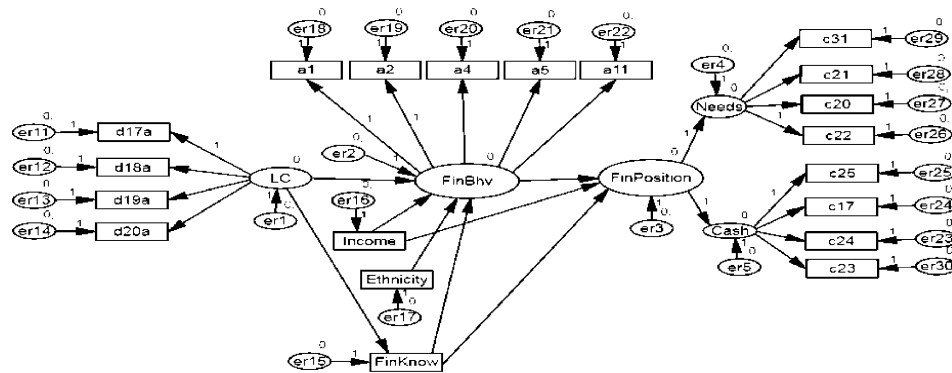 er18 er19 er20 er21 er22
a1 a2 a4 a5 a11
er4
Needs
c31 er29
c21 er28
c20 er27
c22 er26
er11 d17a
er12 d18a
er13 d19a
er14 d20a
LC
er1
er2
FinBhv
FinPosition
er3
er16
Income
Ethnicity
er17
er15 FinKnow
Cash
er5
c25 er25
c17 er24
c24 er23
c23 er30